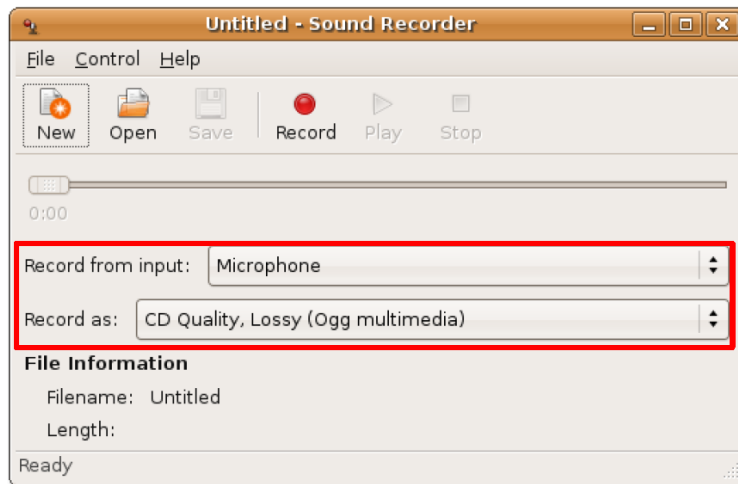 Untitled - Sound Recorder
File Control Help
New Open Save Record Play Stop
0:00
Record from input: Microphone
Record as: CD Quality, Lossy (Ogg multimedia)
File Information
Filename: Untitled
Length:
Ready